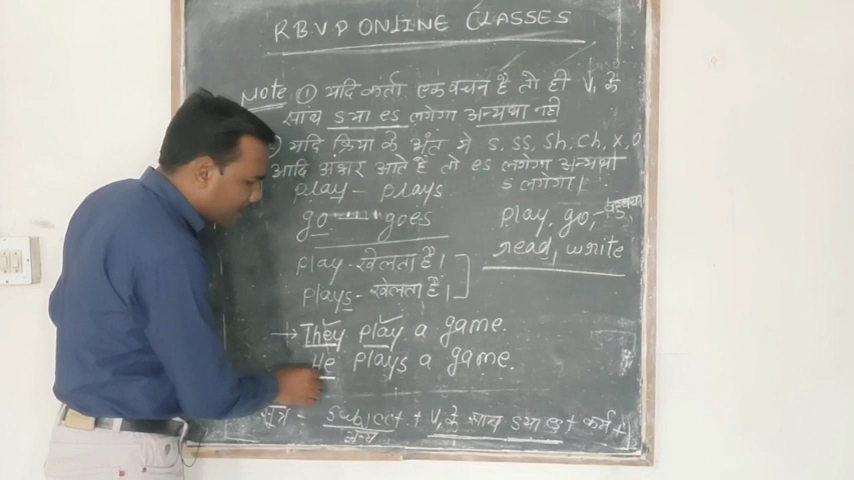 R.B.V.P ONLINE CLASSES
Note ① यदि कर्ता एकवचन है तो ही V₁ के
साथ s या es लगेगा अन्यथा नहीं
यदि क्रिया के अंत मे s, ss, sh, ch, x, o
आदि अक्षर आते है तो es लगेगा अन्यथा
s लगेगा।
play - plays
go - goes
play, go,
read, write
play - खेलता है।
plays - खेलता है।
→ They play a game.
He plays a game.
सूत्र - Subject + V₁ के साथ s या es + कर्म +